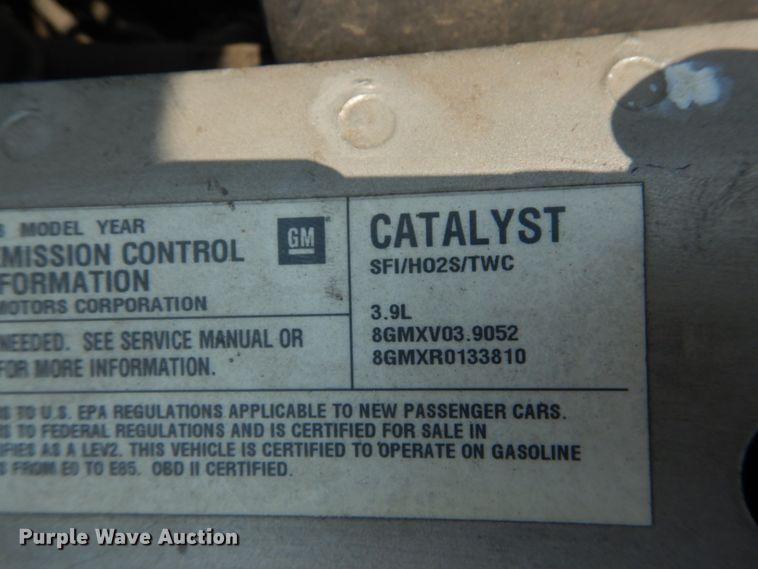 MODEL YEAR
EMISSION CONTROL
INFORMATION
MOTORS CORPORATION
GM
CATALYST
SFI/HO2S/TWC
3.9L
8GMXV03.9052
8GMXR0133810
NEEDED. SEE SERVICE MANUAL OR
FOR MORE INFORMATION.
TO U.S. EPA REGULATIONS APPLICABLE TO NEW PASSENGER CARS.
TO FEDERAL REGULATIONS AND IS CERTIFIED FOR SALE IN
AS A LEV2. THIS VEHICLE IS CERTIFIED TO OPERATE ON GASOLINE
FROM E0 TO E85. OBD II CERTIFIED.
Purple Wave Auction